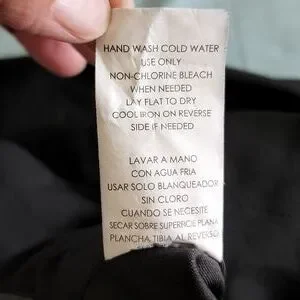 HAND WASH COLD WATER
USE ONLY
NON-CHLORINE BLEACH
WHEN NEEDED
LAY FLAT TO DRY
COOL IRON ON REVERSE
SIDE IF NEEDED
LAVAR A MANO
CON AGUA FRIA
USAR SOLO BLANQUEADOR
SIN CLORO
CUANDO SE NECESITE
SECAR SOBRE SUPERFICIE PLANA
PLANCHA TIBIA AL REVERSO